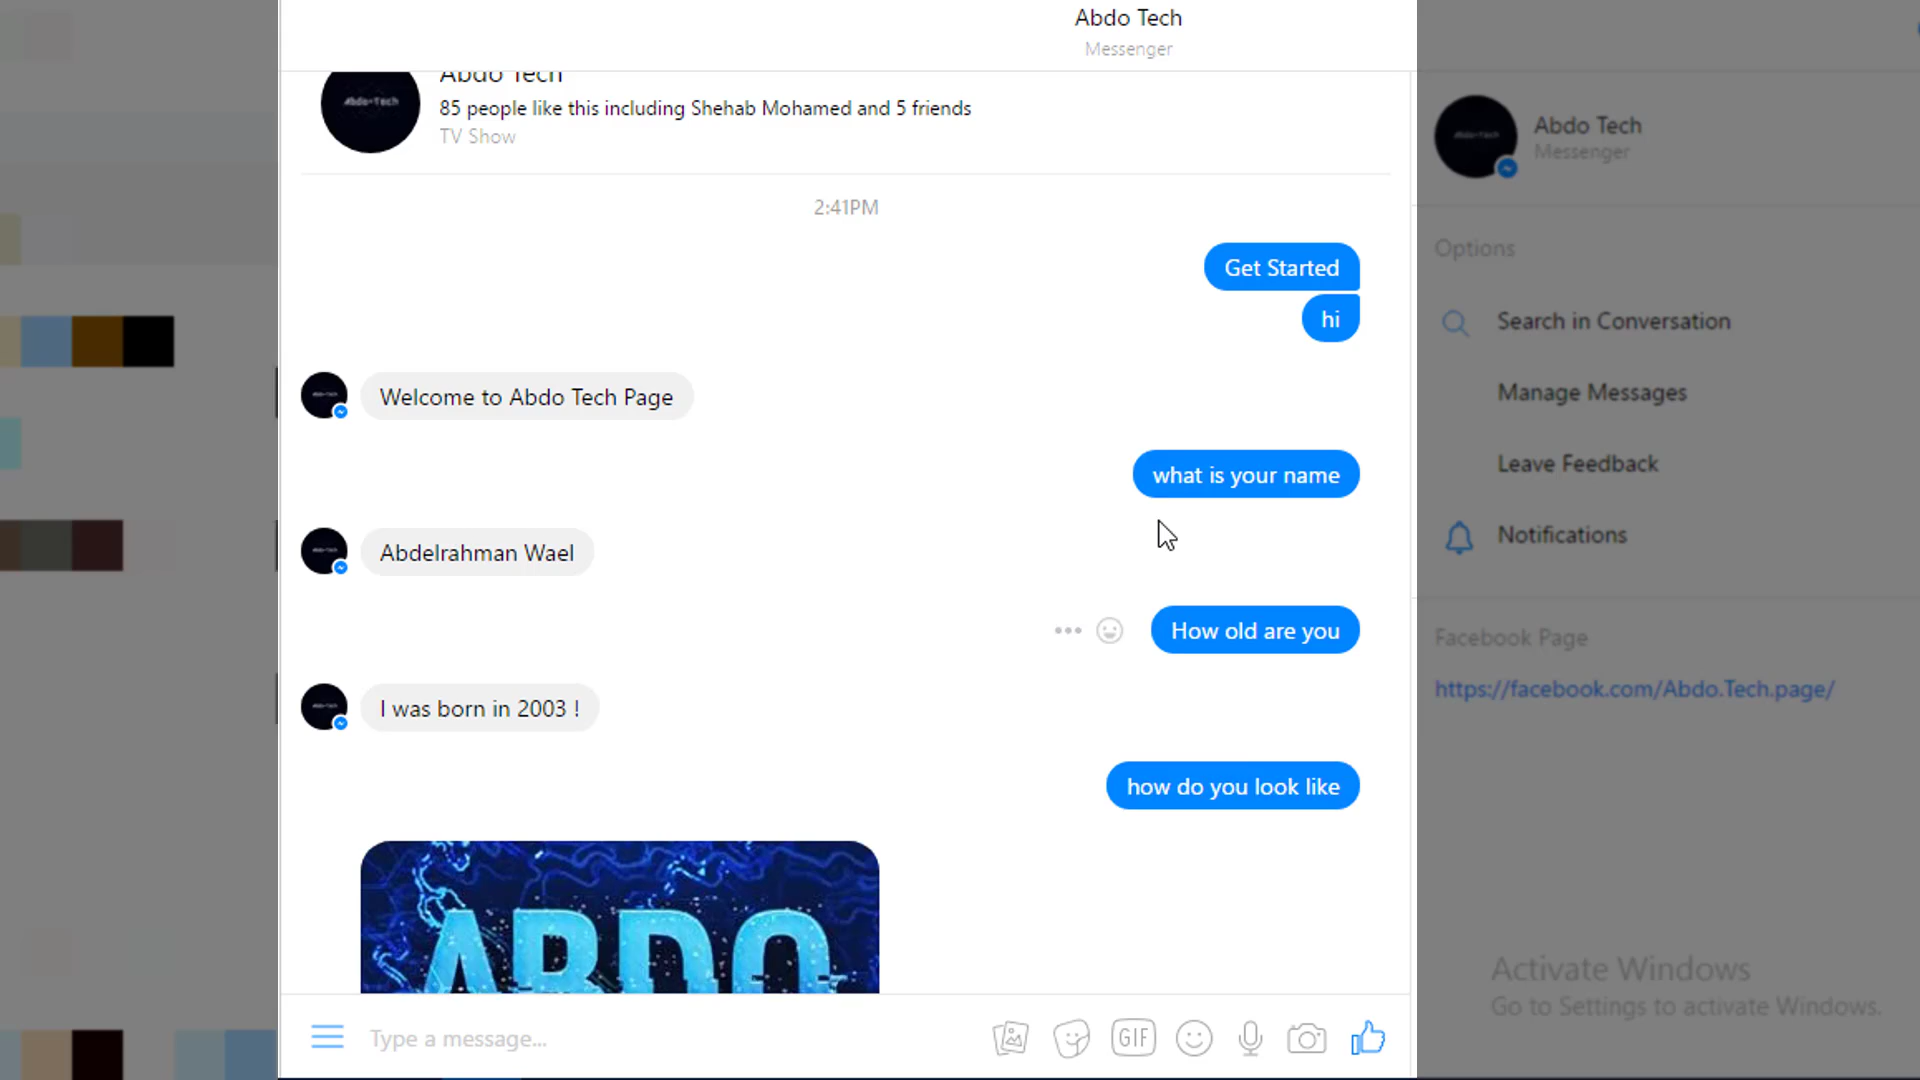 Abdo Tech
Messenger
Abdo Tech
85 people like this including Shehab Mohamed and 5 friends
TV Show
2:41PM
Get Started
hi
Welcome to Abdo Tech Page
what is your name
Abdelrahman Wael
How old are you
I was born in 2003 !
how do you look like
ABDO
Type a message...
GIF
Abdo Tech
Messenger
Options
Search in Conversation
Manage Messages
Leave Feedback
Notifications
Facebook Page
https://facebook.com/Abdo.Tech.page/
Activate Windows
Go to Settings to activate Windows.